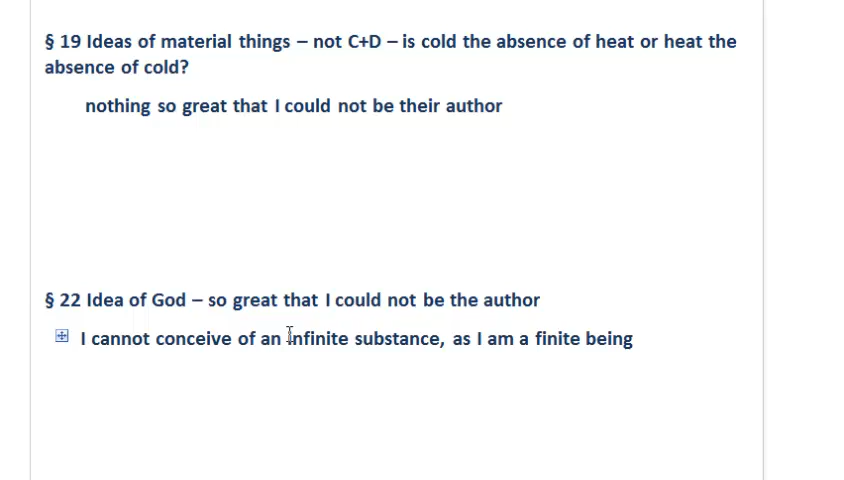 § 19 Ideas of material things – not C+D – is cold the absence of heat or heat the
absence of cold?
nothing so great that I could not be their author
§ 22 Idea of God – so great that I could not be the author
I cannot conceive of an infinite substance, as I am a finite being